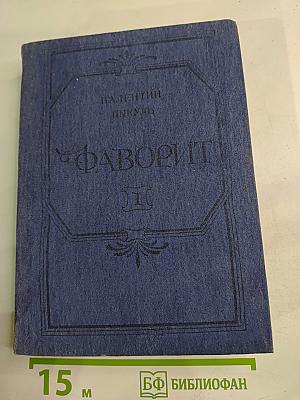 ВАЛЕНТИН
ПИКУЛЬ
ФАВОРИТ
1
15 м
БФ БИБЛИОФАН